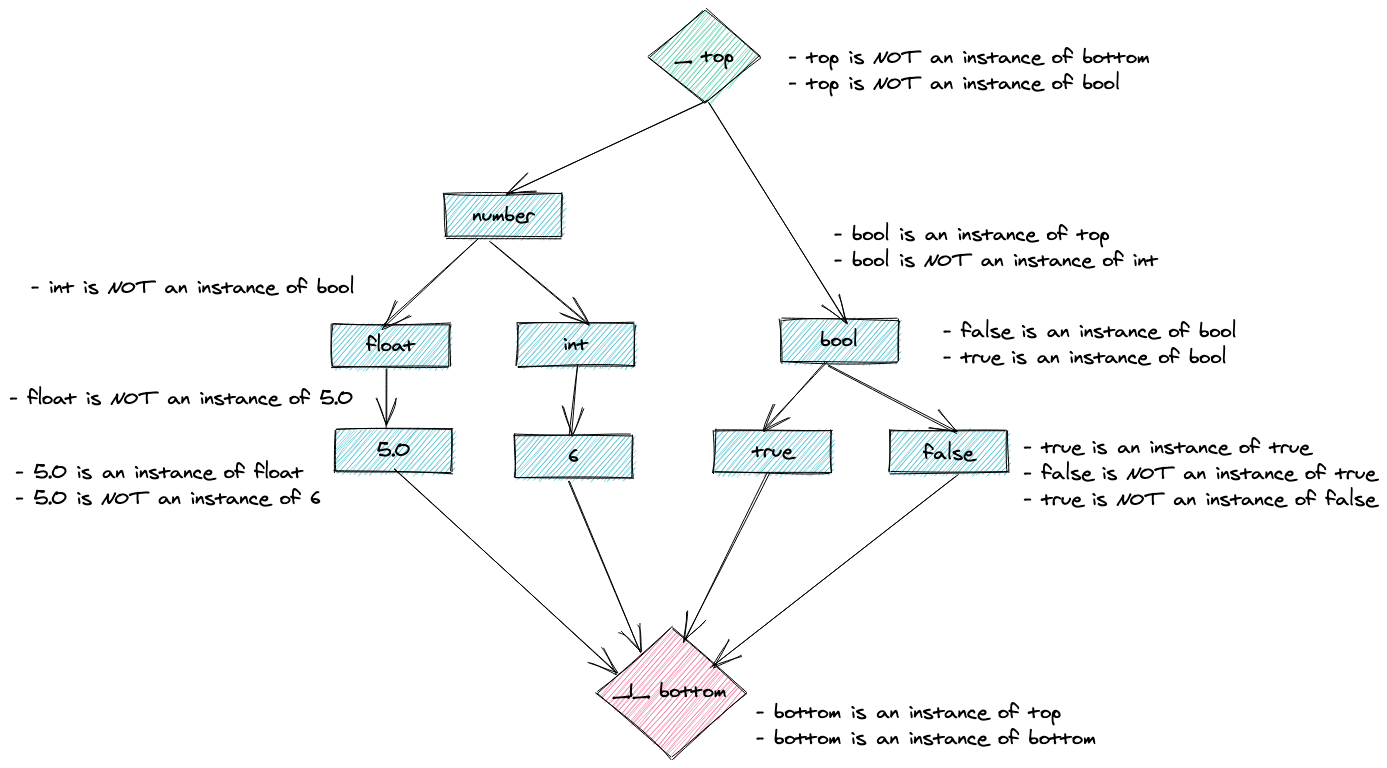 _ top
- top is NOT an instance of bottom
- top is NOT an instance of bool
number
- bool is an instance of top
- bool is NOT an instance of int
- int is NOT an instance of bool
float
int
bool
- false is an instance of bool
- true is an instance of bool
- float is NOT an instance of 5.0
5.0
6
true
false
- true is an instance of true
- false is NOT an instance of true
- true is NOT an instance of false
- 5.0 is an instance of float
- 5.0 is NOT an instance of 6
_|_ bottom
- bottom is an instance of top
- bottom is an instance of bottom